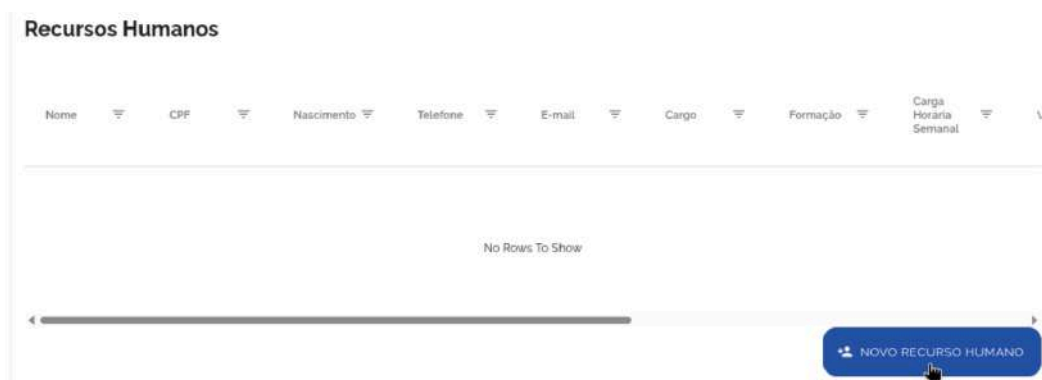 Recursos Humanos
Nome CPF Nascimento Telefone E-mail Cargo Formação Carga Horaria Semanal
No Rows To Show
NOVO RECURSO HUMANO